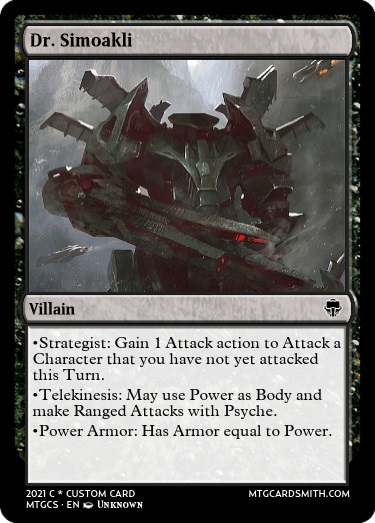 Dr. Simoakli
Villain
•Strategist: Gain 1 Attack action to Attack a
Character that you have not yet attacked
this Turn.
•Telekinesis: May use Power as Body and
make Ranged Attacks with Psyche.
•Power Armor: Has Armor equal to Power.
2021 C * CUSTOM CARD
MTGCARDSMITH.COM
MTGCS · EN Unknown